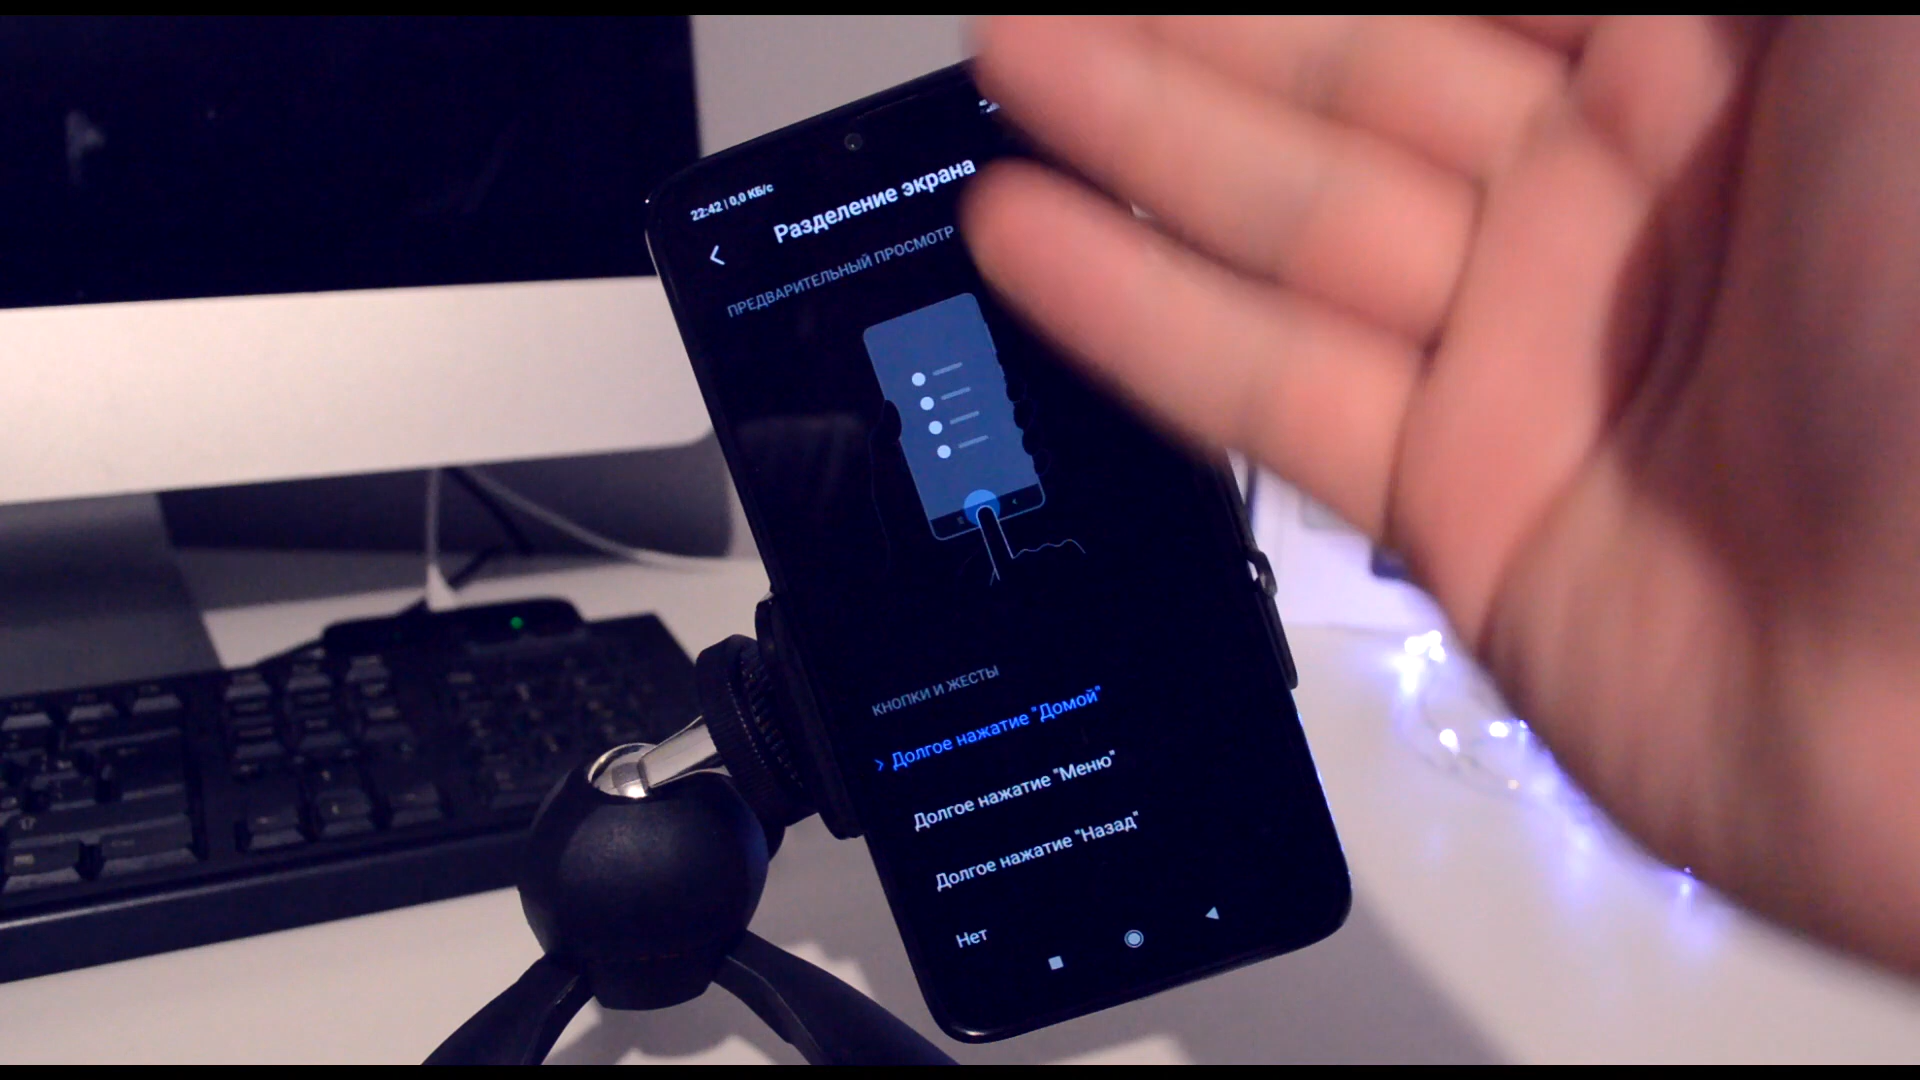 22:42 | 0,0 КБ/с
Разделение экрана
ПРЕДВАРИТЕЛЬНЫЙ ПРОСМОТР
КНОПКИ И ЖЕСТЫ
Долгое нажатие "Домой"
Долгое нажатие "Меню"
Долгое нажатие "Назад"
Нет